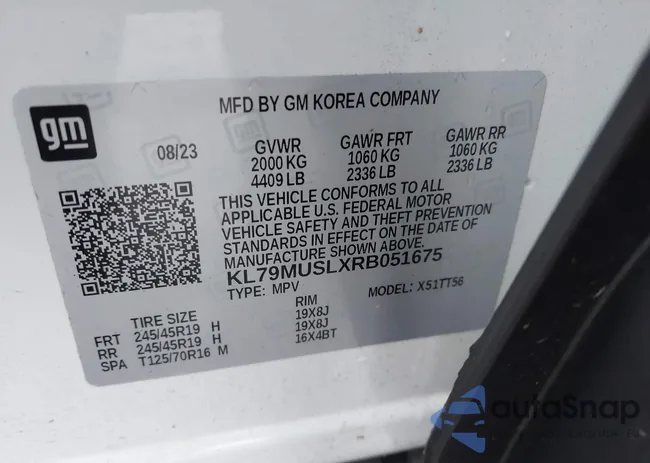 MFD BY GM KOREA COMPANY
gm
08/23
GVWR GAWR FRT GAWR RR
2000 KG 1060 KG 1060 KG
4409 LB 2336 LB 2336 LB
THIS VEHICLE CONFORMS TO ALL
APPLICABLE U.S. FEDERAL MOTOR
VEHICLE SAFETY AND THEFT PREVENTION
STANDARDS IN EFFECT ON THE DATE OF
MANUFACTURE SHOWN ABOVE.
KL79MUSLXRB051675
TYPE: MPV MODEL: X51TT56
TIRE SIZE RIM
FRT 245/45R19 H 19X8J
RR 245/45R19 H 19X8J
SPA T125/70R16 M 16X4BT
autoSnap